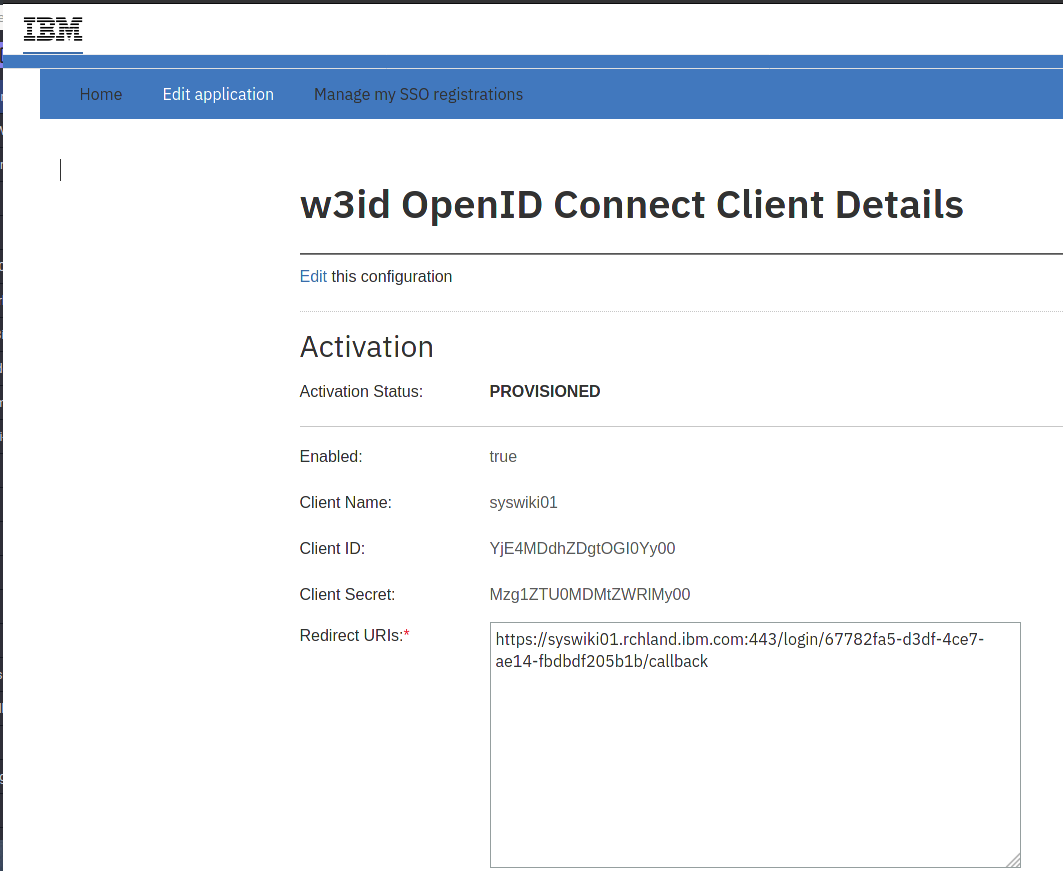 IBM
Home Edit application Manage my SSO registrations
w3id OpenID Connect Client Details
Edit this configuration
Activation
Activation Status: PROVISIONED
Enabled: true
Client Name: syswiki01
Client ID: YjE4MDdhZDgtOGI0Yy00
Client Secret: Mzg1ZTU0MDMtZWRlMy00
Redirect URIs:*
https://syswiki01.rchland.ibm.com:443/login/67782fa5-d3df-4ce7-
ae14-fbdbdf205b1b/callback